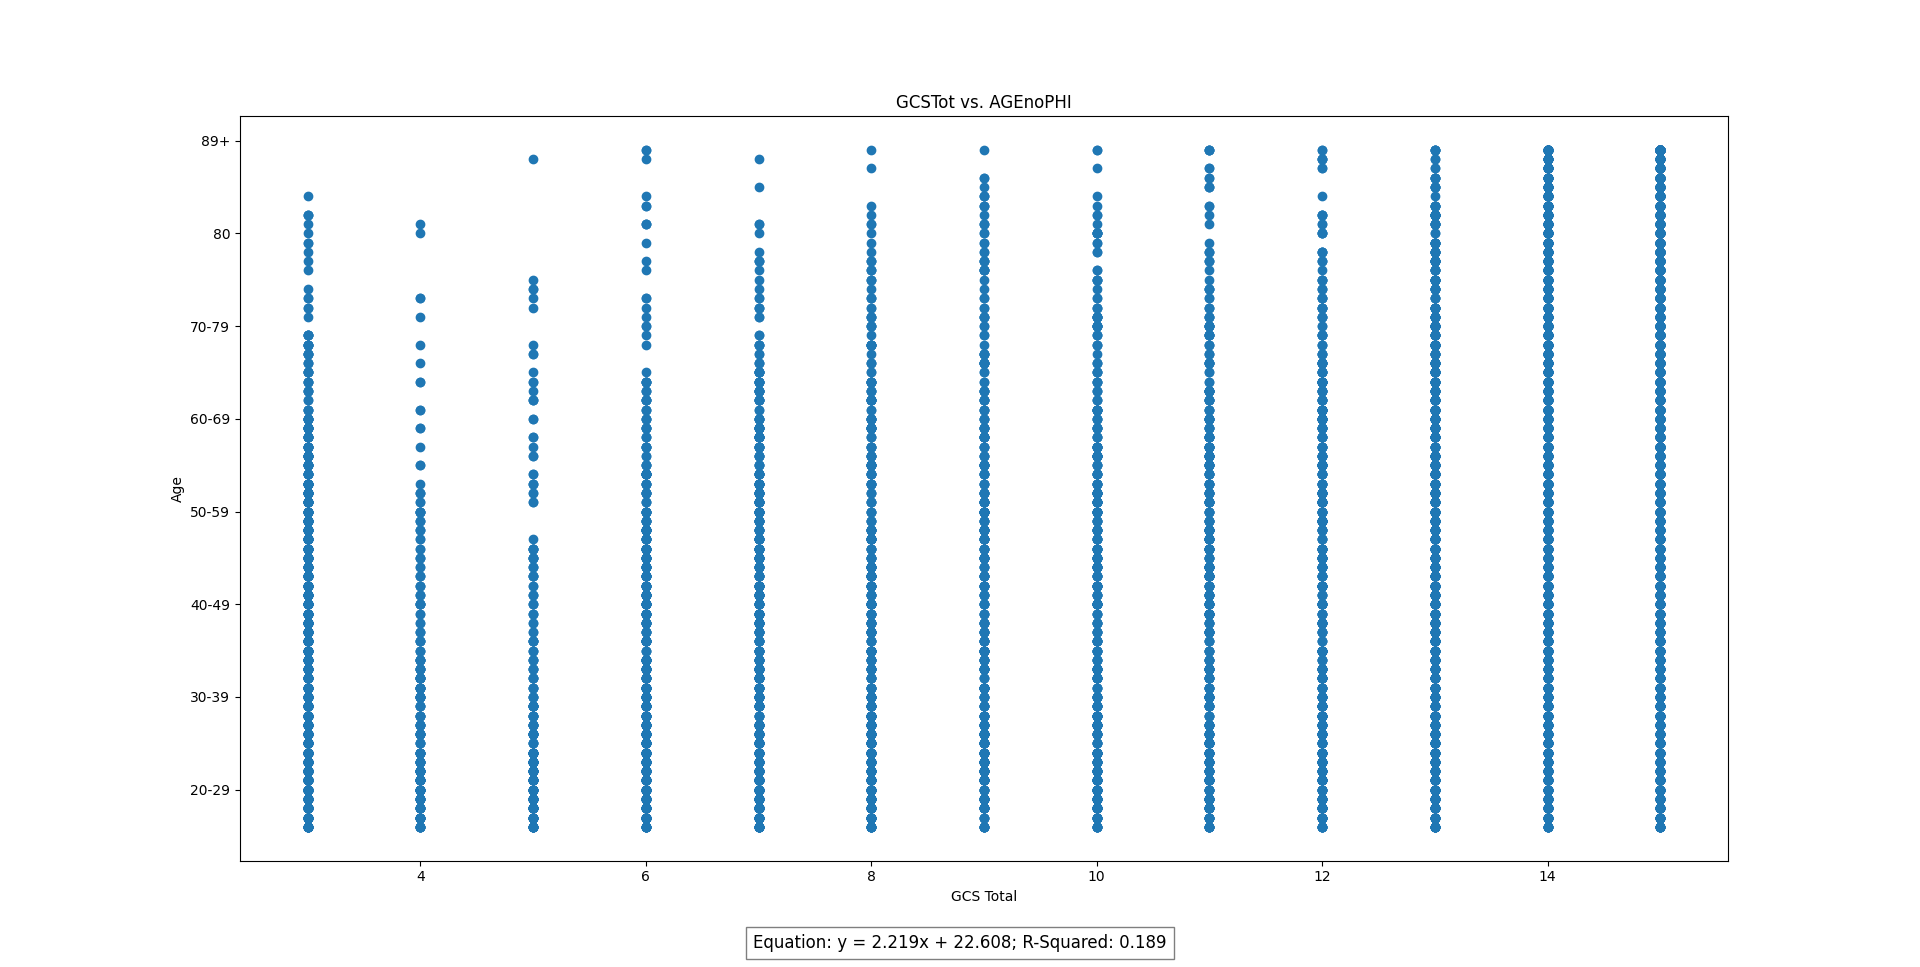 GCSTot vs. AGEnoPHI
89+
80
70-79
60-69
50-59
40-49
30-39
20-29
Age
4 6 8 10 12 14
GCS Total
Equation: y = 2.219x + 22.608; R-Squared: 0.189